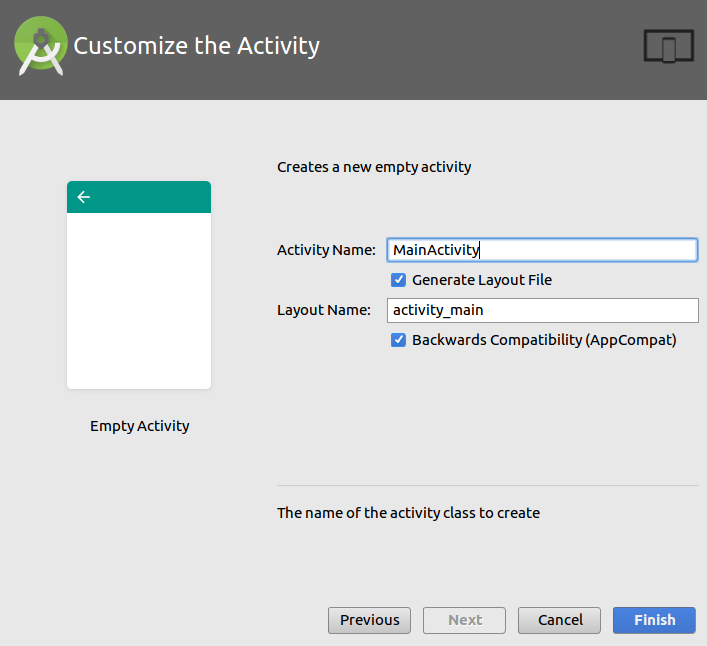 Customize the Activity
Creates a new empty activity
Activity Name: MainActivity
Generate Layout File
Layout Name: activity_main
Backwards Compatibility (AppCompat)
Empty Activity
The name of the activity class to create
Previous Next Cancel Finish